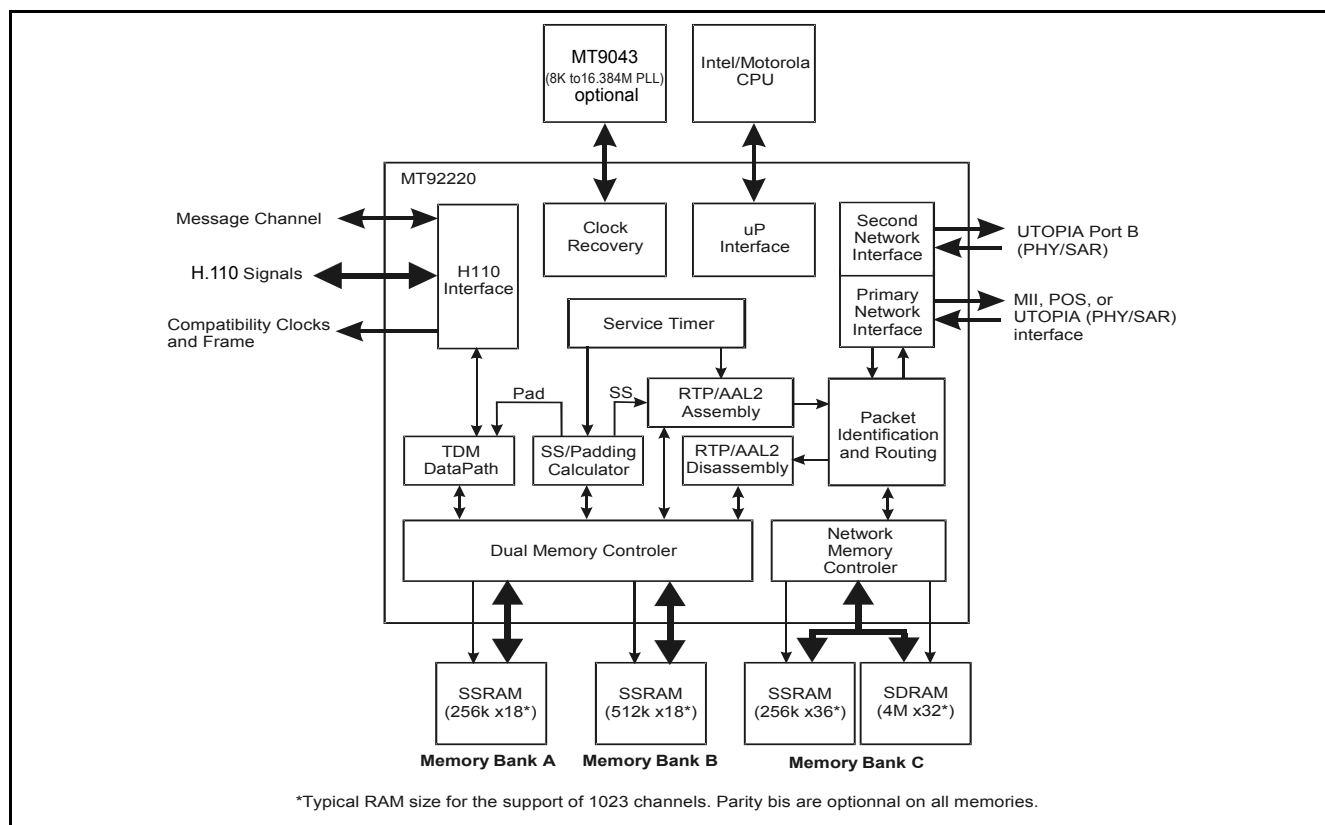 MT9043
(8K to16.384M PLL)
optional
Intel/Motorola
CPU
MT92220
Message Channel
H.110 Signals
Compatibility Clocks
and Frame
H110
Interface
Clock
Recovery
uP
Interface
Second
Network
Interface
UTOPIA Port B
(PHY/SAR)
Primary
Network
Interface
MII, POS, or
UTOPIA (PHY/SAR)
interface
Service Timer
Pad
SS
RTP/AAL2
Assembly
Packet
Identification
and Routing
TDM
DataPath
SS/Padding
Calculator
RTP/AAL2
Disassembly
Dual Memory Controler
Network
Memory
Controler
SSRAM
(256k x18*)
SSRAM
(512k x18*)
SSRAM
(256k x36*)
SDRAM
(4M x32*)
Memory Bank A
Memory Bank B
Memory Bank C
*Typical RAM size for the support of 1023 channels. Parity bis are optionnal on all memories.